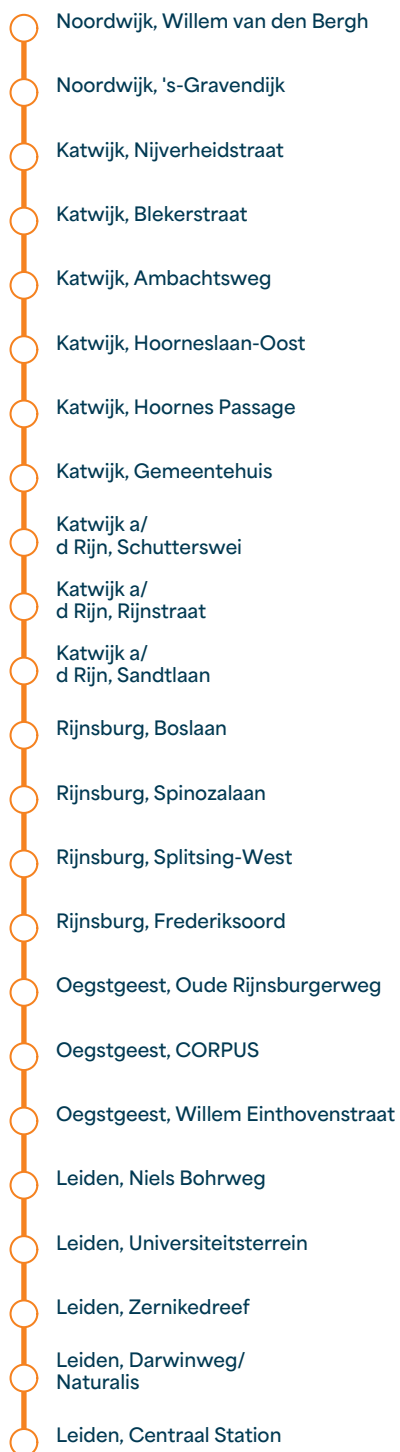 Noordwijk, Willem van den Bergh
Noordwijk, 's-Gravendijk
Katwijk, Nijverheidstraat
Katwijk, Blekerstraat
Katwijk, Ambachtsweg
Katwijk, Hoorneslaan-Oost
Katwijk, Hoornes Passage
Katwijk, Gemeentehuis
Katwijk a/
d Rijn, Schutterswei
Katwijk a/
d Rijn, Rijnstraat
Katwijk a/
d Rijn, Sandtlaan
Rijnsburg, Boslaan
Rijnsburg, Spinozalaan
Rijnsburg, Splitsing-West
Rijnsburg, Frederiksoord
Oegstgeest, Oude Rijnsburgerweg
Oegstgeest, CORPUS
Oegstgeest, Willem Einthovenstraat
Leiden, Niels Bohrweg
Leiden, Universiteitsterrein
Leiden, Zernikedreef
Leiden, Darwinweg/
Naturalis
Leiden, Centraal Station